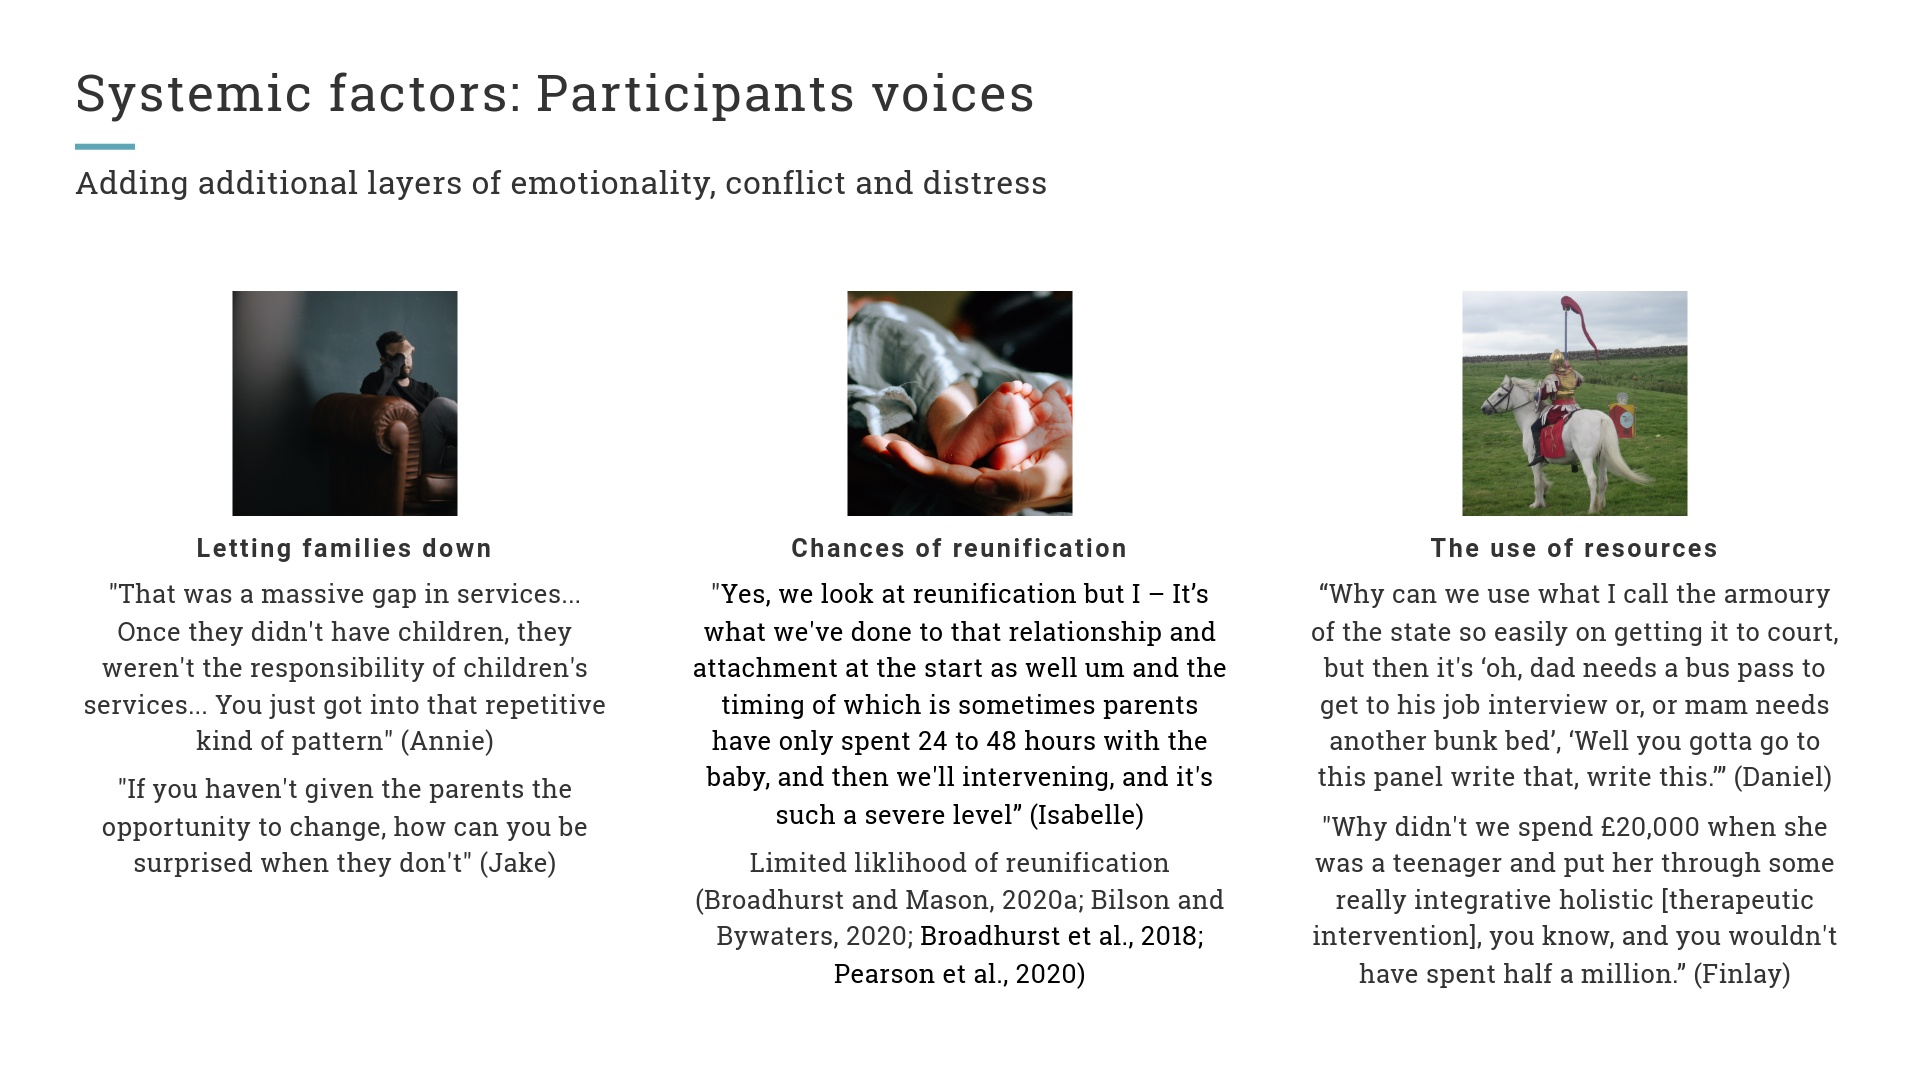 Systemic factors: Participants voices
Adding additional layers of emotionality, conflict and distress
Letting families down
"That was a massive gap in services...
Once they didn't have children, they
weren't the responsibility of children's
services... You just got into that repetitive
kind of pattern" (Annie)
"If you haven't given the parents the
opportunity to change, how can you be
surprised when they don't" (Jake)
Chances of reunification
"Yes, we look at reunification but I – It’s
what we've done to that relationship and
attachment at the start as well um and the
timing of which is sometimes parents
have only spent 24 to 48 hours with the
baby, and then we'll intervening, and it's
such a severe level” (Isabelle)
Limited liklihood of reunification
(Broadhurst and Mason, 2020a; Bilson and
Bywaters, 2020; Broadhurst et al., 2018;
Pearson et al., 2020)
The use of resources
“Why can we use what I call the armoury
of the state so easily on getting it to court,
but then it's ‘oh, dad needs a bus pass to
get to his job interview or, or mam needs
another bunk bed’, ‘Well you gotta go to
this panel write that, write this.’” (Daniel)
"Why didn't we spend £20,000 when she
was a teenager and put her through some
really integrative holistic [therapeutic
intervention], you know, and you wouldn't
have spent half a million.” (Finlay)